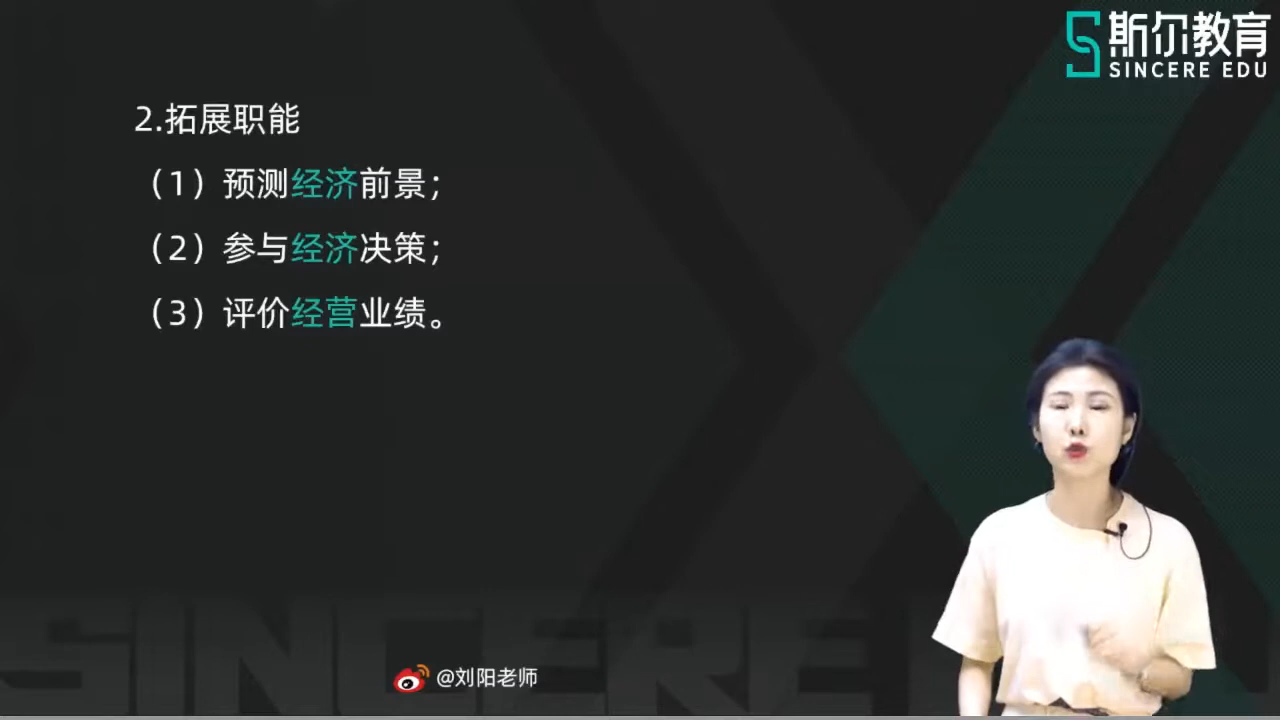 斯尔教育
SINCERE EDU
2.拓展职能
（1）预测经济前景；
（2）参与经济决策；
（3）评价经营业绩。
SINCERE E
@刘阳老师